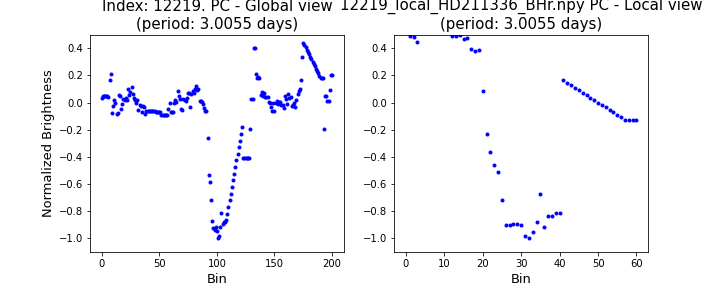 Index: 12219. PC - Global view
(period: 3.0055 days)
12219_local_HD211336_BHr.npy PC - Local view
(period: 3.0055 days)
Normalized Brightness
0.4
0.2
0.0
−0.2
−0.4
−0.6
−0.8
−1.0
0 50 100 150 200
Bin
0.4
0.2
0.0
−0.2
−0.4
−0.6
−0.8
−1.0
0 10 20 30 40 50 60
Bin